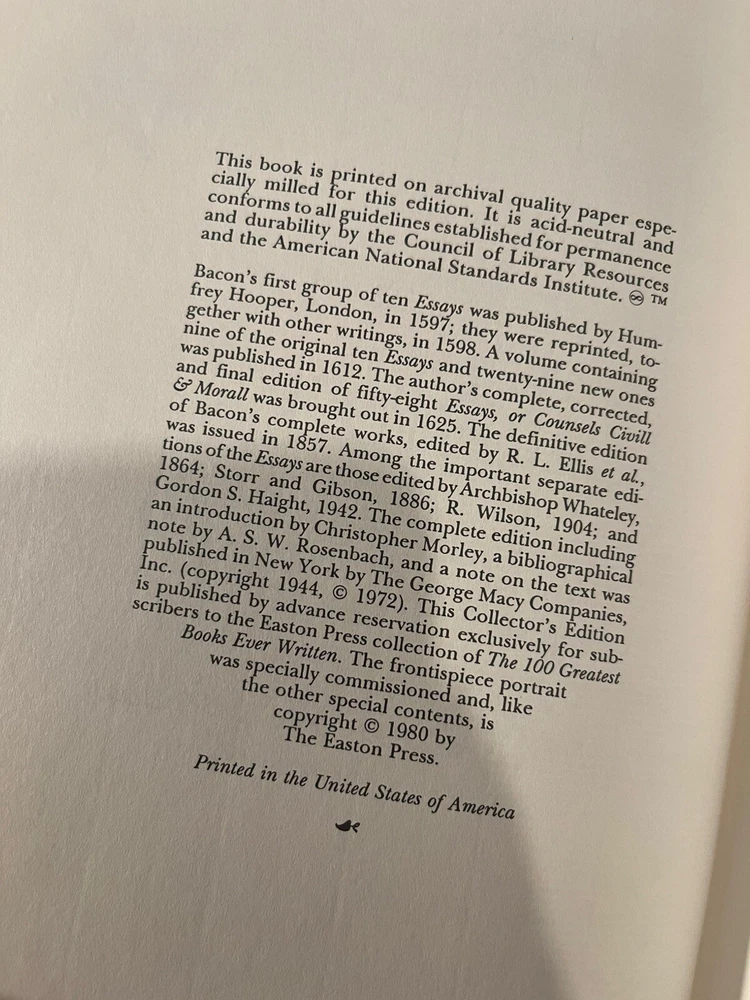 This book is printed on archival quality paper espe-
cially milled for this edition. It is acid-neutral and
conforms to all guidelines established for permanence
and durability by the Council of Library Resources
and the American National Standards Institute. ♾ ™
Bacon's first group of ten Essays was published by Hum-
frey Hooper, London, in 1597; they were reprinted, to-
gether with other writings, in 1598. A volume containing
nine of the original ten Essays and twenty-nine new ones
was published in 1612. The author's complete, corrected,
and final edition of fifty-eight Essays, or Counsels Civill
& Morall was brought out in 1625. The definitive edition
of Bacon's complete works, edited by R. L. Ellis et al.,
was issued in 1857. Among the important separate edi-
tions of the Essays are those edited by Archbishop Whateley,
1864; Storr and Gibson, 1886; R. Wilson, 1904; and
Gordon S. Haight, 1942. The complete edition including
an introduction by Christopher Morley, a bibliographical
note by A. S. W. Rosenbach, and a note on the text was
published in New York by The George Macy Companies,
Inc. (copyright 1944, © 1972). This Collector's Edition
is published by advance reservation exclusively for sub-
scribers to the Easton Press collection of The 100 Greatest
Books Ever Written. The frontispiece portrait
was specially commissioned and, like
the other special contents, is
copyright © 1980 by
The Easton Press.
Printed in the United States of America